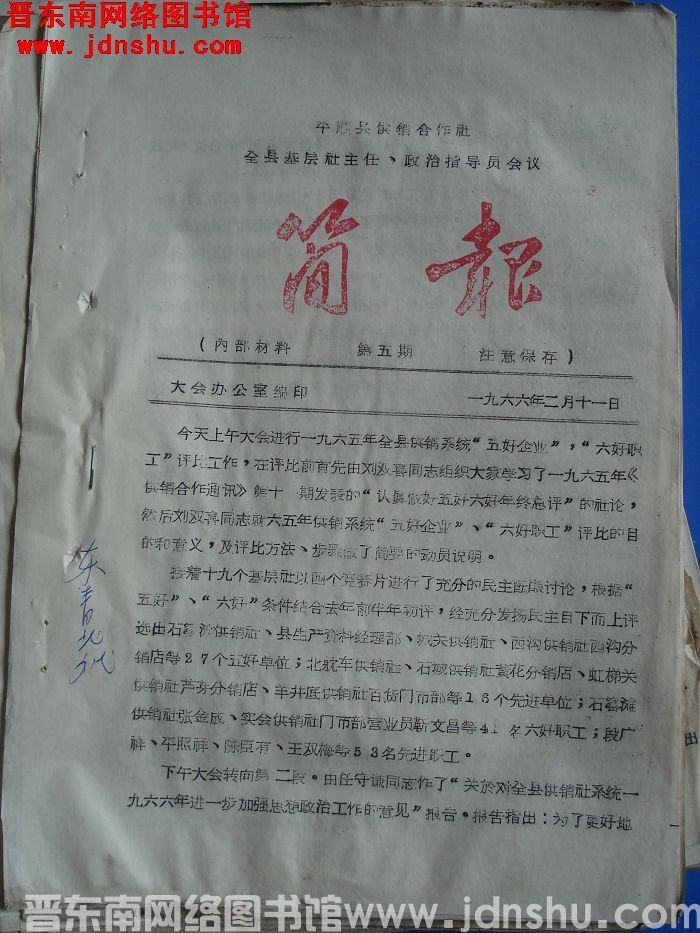 晋东南网络图书馆
www.jdnshu.com
平顺县供销合作社
全县基层社主任、政治指导员会议
简报
(内部材料 第五期 注意保存)
大会办公室编印 一九六六年二月十一日
今天上午大会进行一九六五年全县供销系统“五好企业”，“六好职
工”评比工作，在评比前首先由刘双喜同志组织大家学习了一九六五年《
供销合作通讯》第十一期发表的“认真做好五好六好年终总评”的社论，
然后刘双喜同志就六五年供销系统“五好企业”、“六好职工”评比的目
的和意义，及评比方法、步骤做了简要的动员说明。
接着十九个基层社以四个竞赛片进行了充分的民主酝酿讨论，根据“
五好”、“六好”条件结合去年前半年初评，经充分发扬民主自下而上评
选出石窑滩供销社、县生产资料经理部、城关供销社、西沟供销社西沟分
销店等27个五好单位；北耽车供销社、石城供销社黄花分销店、虹梯关
供销社芦芽分销店、羊井底供销社百货门市部等16个先进单位；石窑滩
供销社张金成、实会供销社门市部营业员靳文昌等41名六好职工；段广
祥、平照祥、陈臣有、王双梅等53名先进职工。
下午大会转向第二段。由任守谦同志作了“关於对全县供销社系统一
九六六年进一步加强思想政治工作的意见”报告。报告指出：为了更好地
东青北社
出
晋东南网络图书馆 www.jdnshu.com